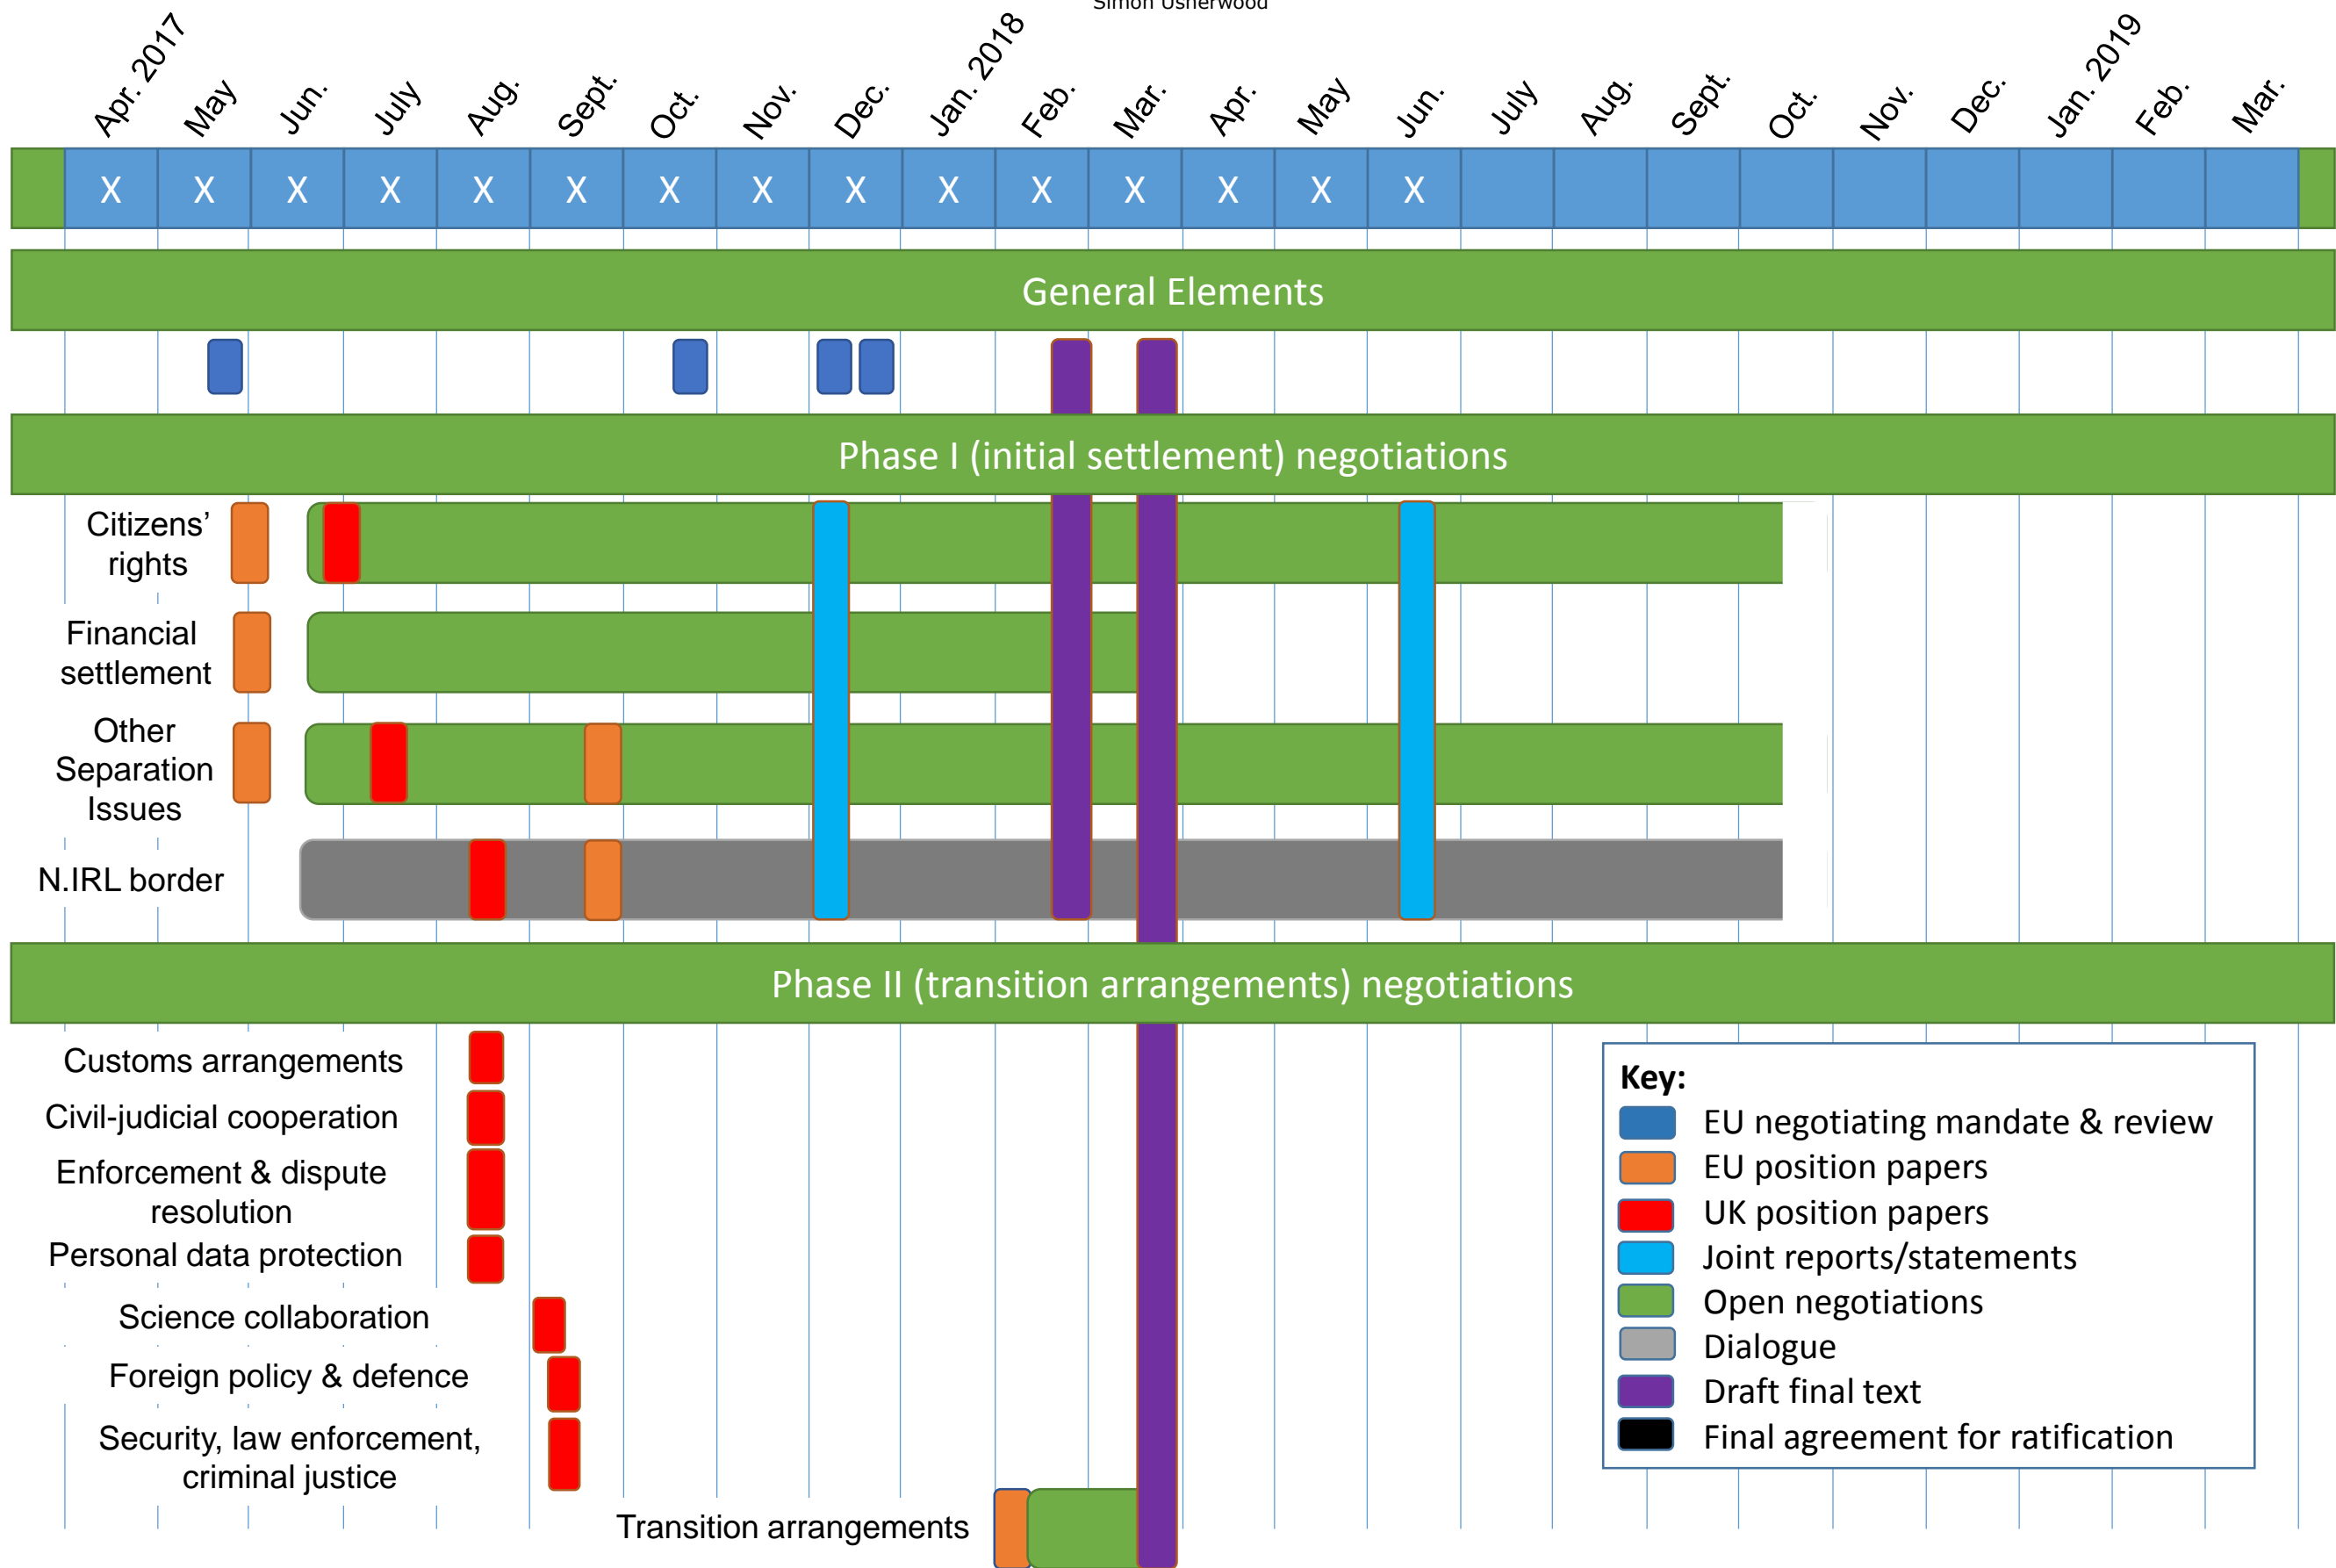 Simon Usherwood
Apr. 2017
May
Jun.
July
Aug.
Sept.
Oct.
Nov.
Dec.
Jan. 2018
Feb.
Mar.
Apr.
May
Jun.
July
Aug.
Sept.
Oct.
Nov.
Dec.
Jan. 2019
Feb.
Mar.
X X X X X X X X X X X X X X X
General Elements
Phase I (initial settlement) negotiations
Citizens’
rights
Financial
settlement
Other
Separation
Issues
N.IRL border
Phase II (transition arrangements) negotiations
Customs arrangements
Civil-judicial cooperation
Enforcement & dispute
resolution
Personal data protection
Science collaboration
Foreign policy & defence
Security, law enforcement,
criminal justice
Transition arrangements
Key:
EU negotiating mandate & review
EU position papers
UK position papers
Joint reports/statements
Open negotiations
Dialogue
Draft final text
Final agreement for ratification